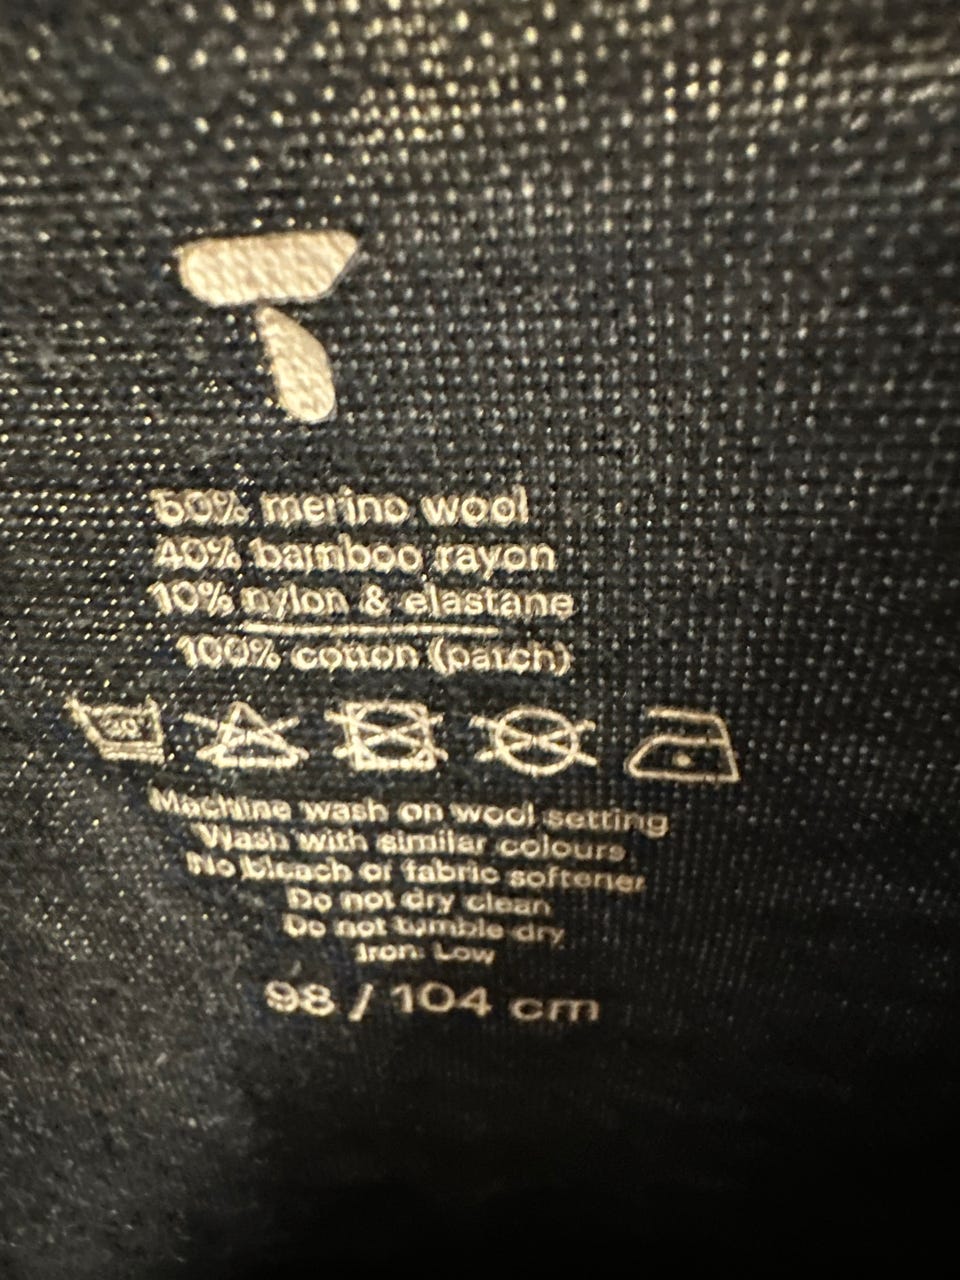 50% merino wool
40% bamboo rayon
10% nylon & elastane
100% cotton (patch)
30°
Machine wash on wool setting
Wash with similar colours
No bleach or fabric softener
Do not dry clean
Do not tumble dry
Iron: Low
98 / 104 cm